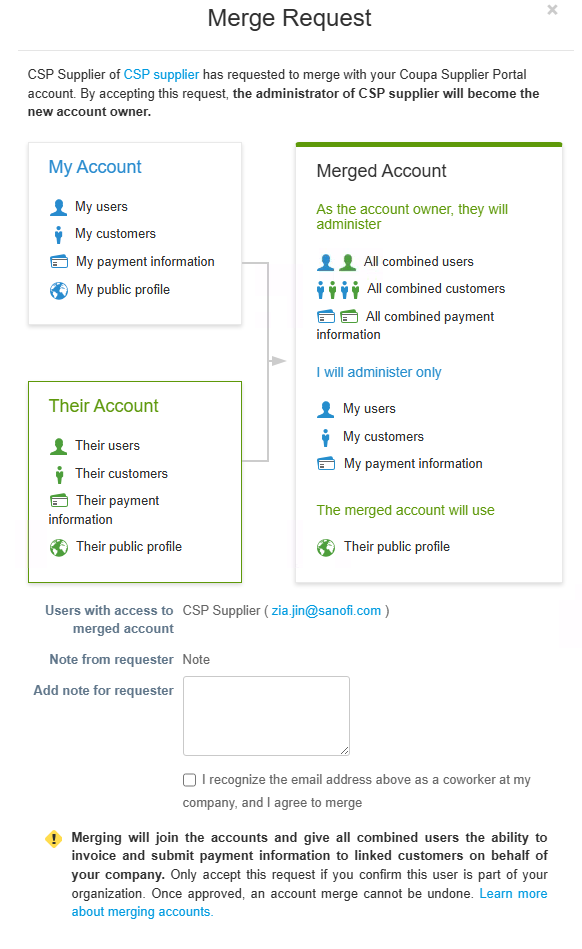 Merge Request
×
CSP Supplier of CSP supplier has requested to merge with your Coupa Supplier Portal
account. By accepting this request, the administrator of CSP supplier will become the
new account owner.
My Account
My users
My customers
My payment information
My public profile
Their Account
Their users
Their customers
Their payment
information
Their public profile
Merged Account
As the account owner, they will
administer
All combined users
All combined customers
All combined payment
information
I will administer only
My users
My customers
My payment information
The merged account will use
Their public profile
Users with access to
merged account
CSP Supplier ( zia.jin@sanofi.com )
Note from requester Note
Add note for requester
I recognize the email address above as a coworker at my
company, and I agree to merge
Merging will join the accounts and give all combined users the ability to
invoice and submit payment information to linked customers on behalf of
your company. Only accept this request if you confirm this user is part of your
organization. Once approved, an account merge cannot be undone. Learn more
about merging accounts.